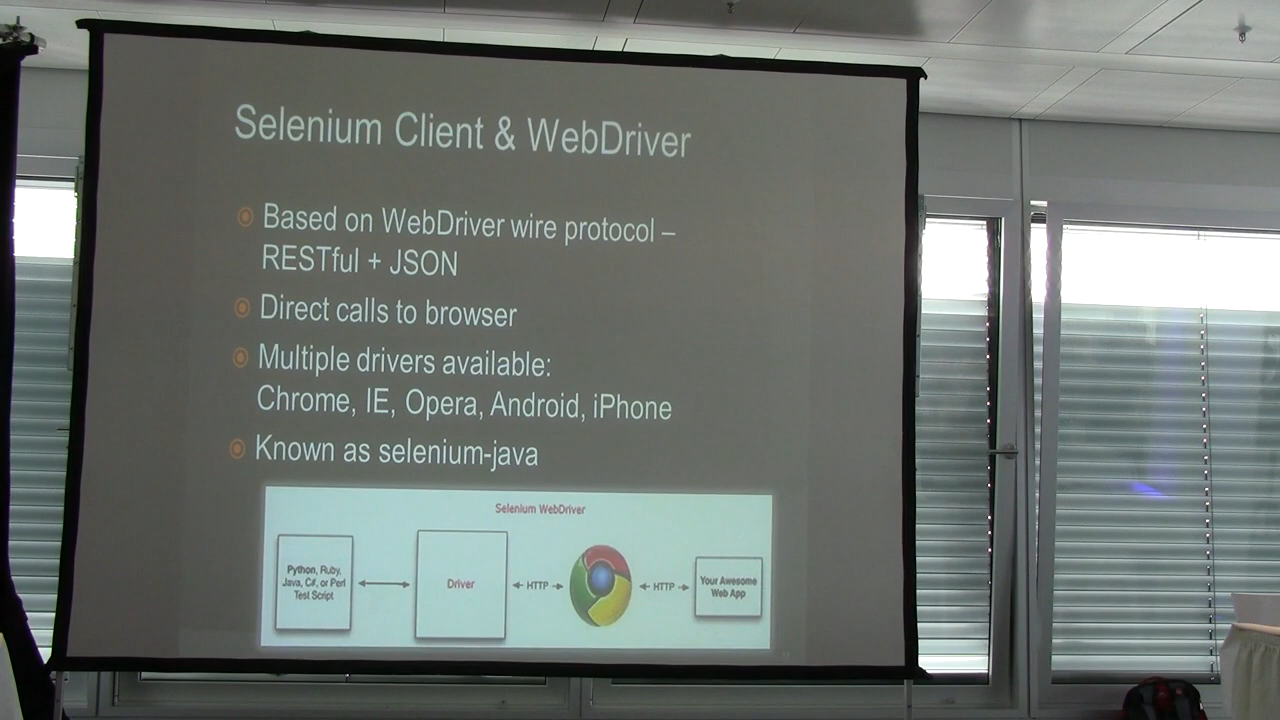 Selenium Client & WebDriver
Based on WebDriver wire protocol –
RESTful + JSON
Direct calls to browser
Multiple drivers available:
Chrome, IE, Opera, Android, iPhone
Known as selenium-java
Selenium WebDriver
Python, Ruby,
Java, C#, or Perl
Test Script
Driver
HTTP
HTTP
Your Awesome
Web App